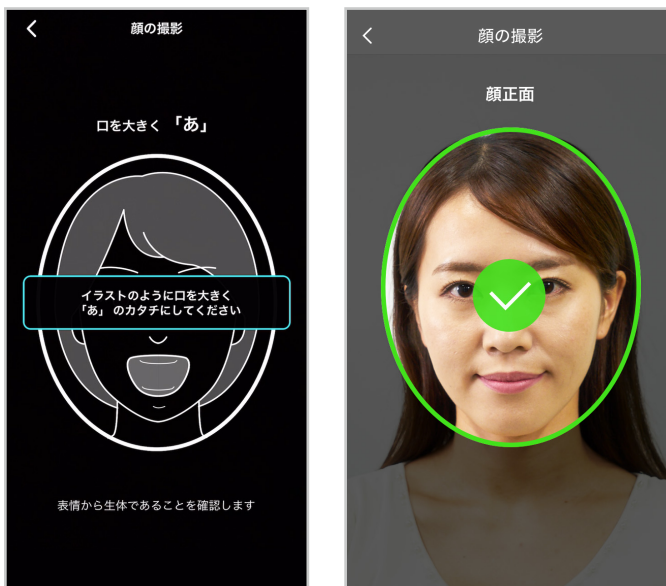 顔の撮影
口を大きく 「あ」
イラストのように口を大きく
「あ」 のカタチにしてください
表情から生体であることを確認します
顔の撮影
顔正面